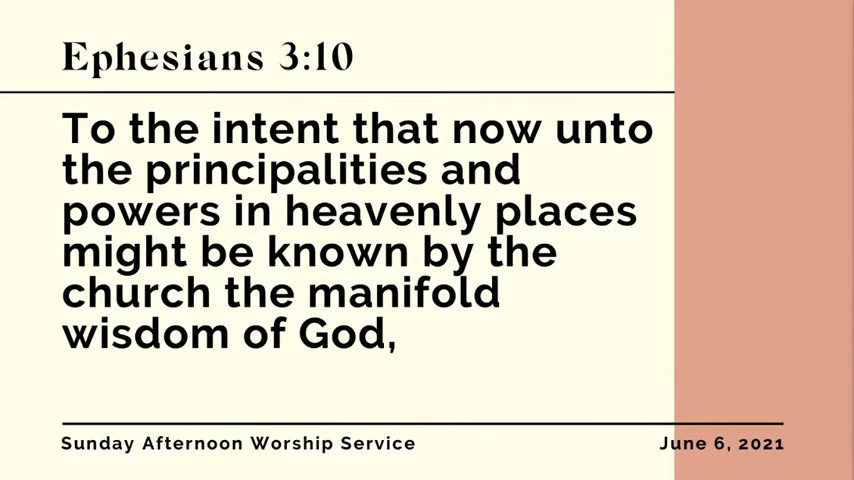 Ephesians 3:10
To the intent that now unto
the principalities and
powers in heavenly places
might be known by the
church the manifold
wisdom of God,
Sunday Afternoon Worship Service
June 6, 2021